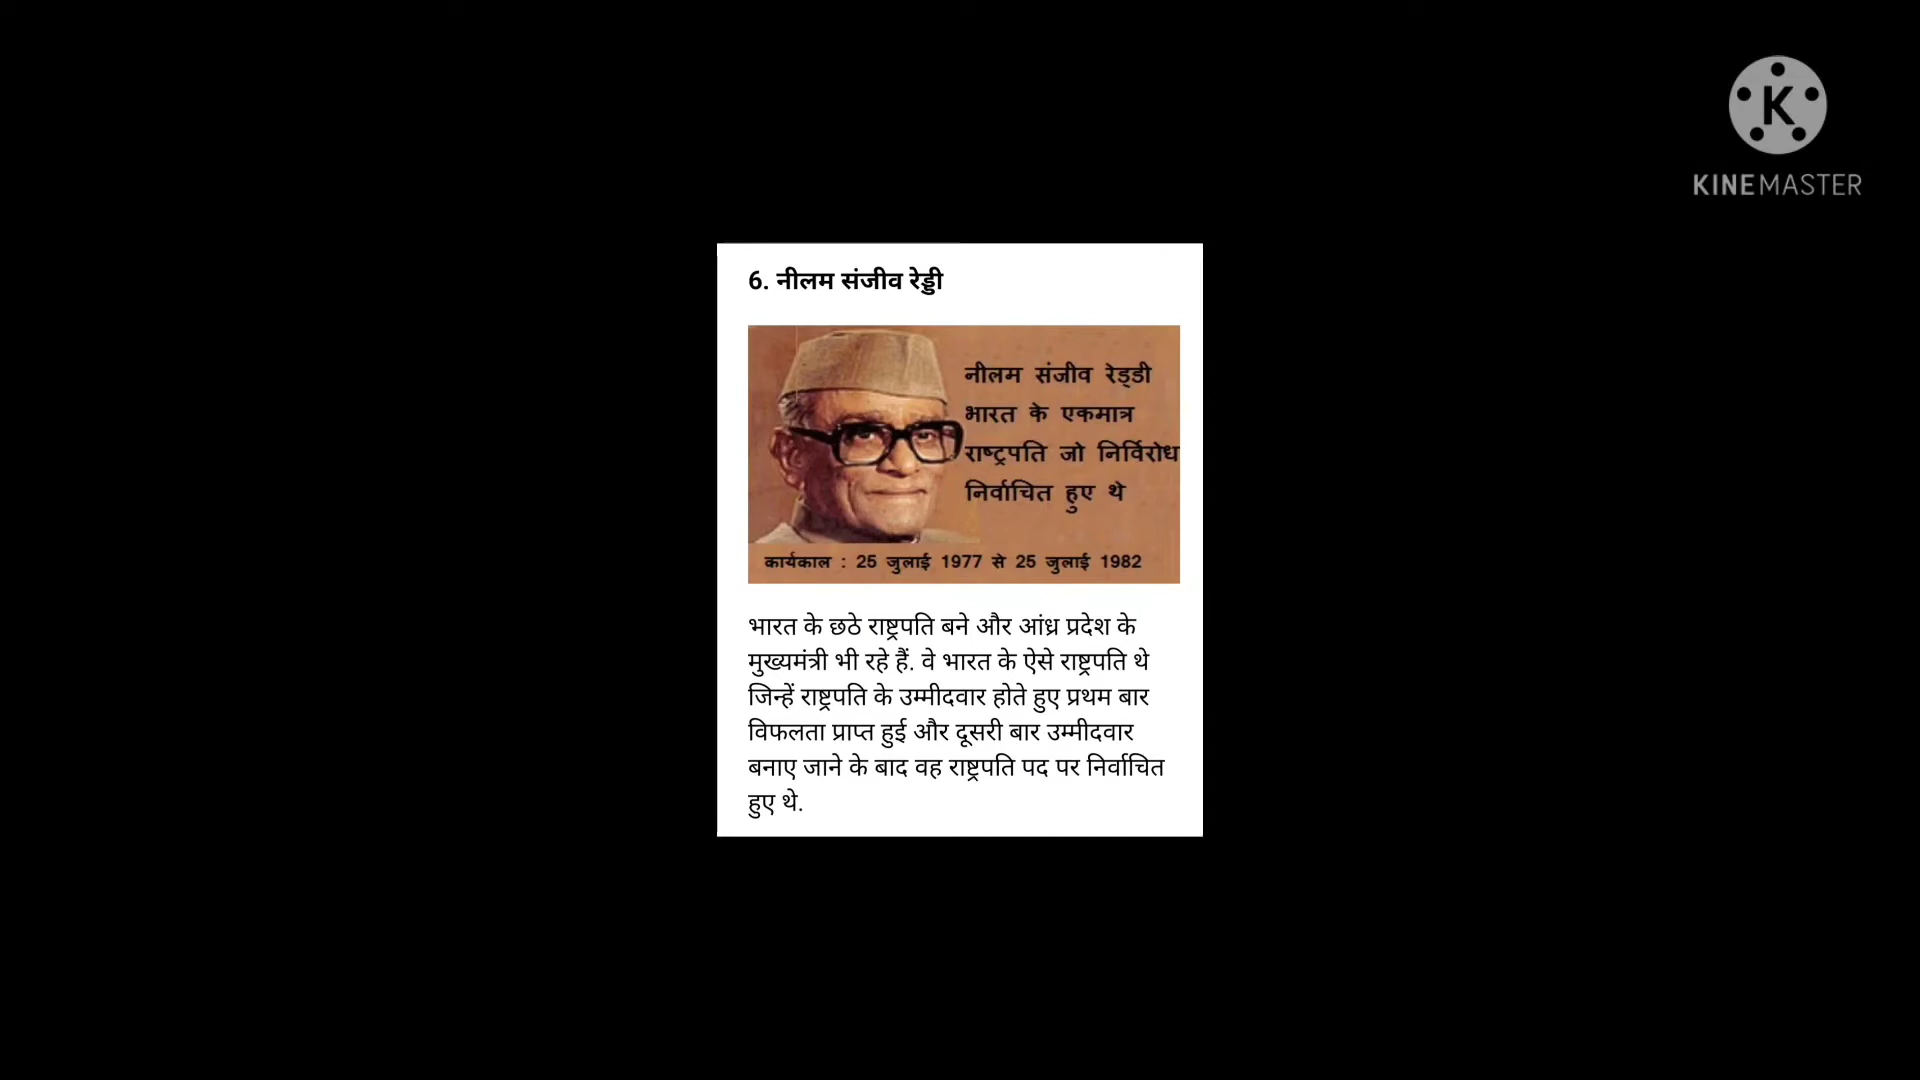 KINEMASTER
6. नीलम संजीव रेड्डी
नीलम संजीव रेड्डी
भारत के एकमात्र
राष्ट्रपति जो निर्विरोध
निर्वाचित हुए थे
कार्यकाल : 25 जुलाई 1977 से 25 जुलाई 1982
भारत के छठे राष्ट्रपति बने और आंध्र प्रदेश के
मुख्यमंत्री भी रहे हैं. वे भारत के ऐसे राष्ट्रपति थे
जिन्हें राष्ट्रपति के उम्मीदवार होते हुए प्रथम बार
विफलता प्राप्त हुई और दूसरी बार उम्मीदवार
बनाए जाने के बाद वह राष्ट्रपति पद पर निर्वाचित
हुए थे.